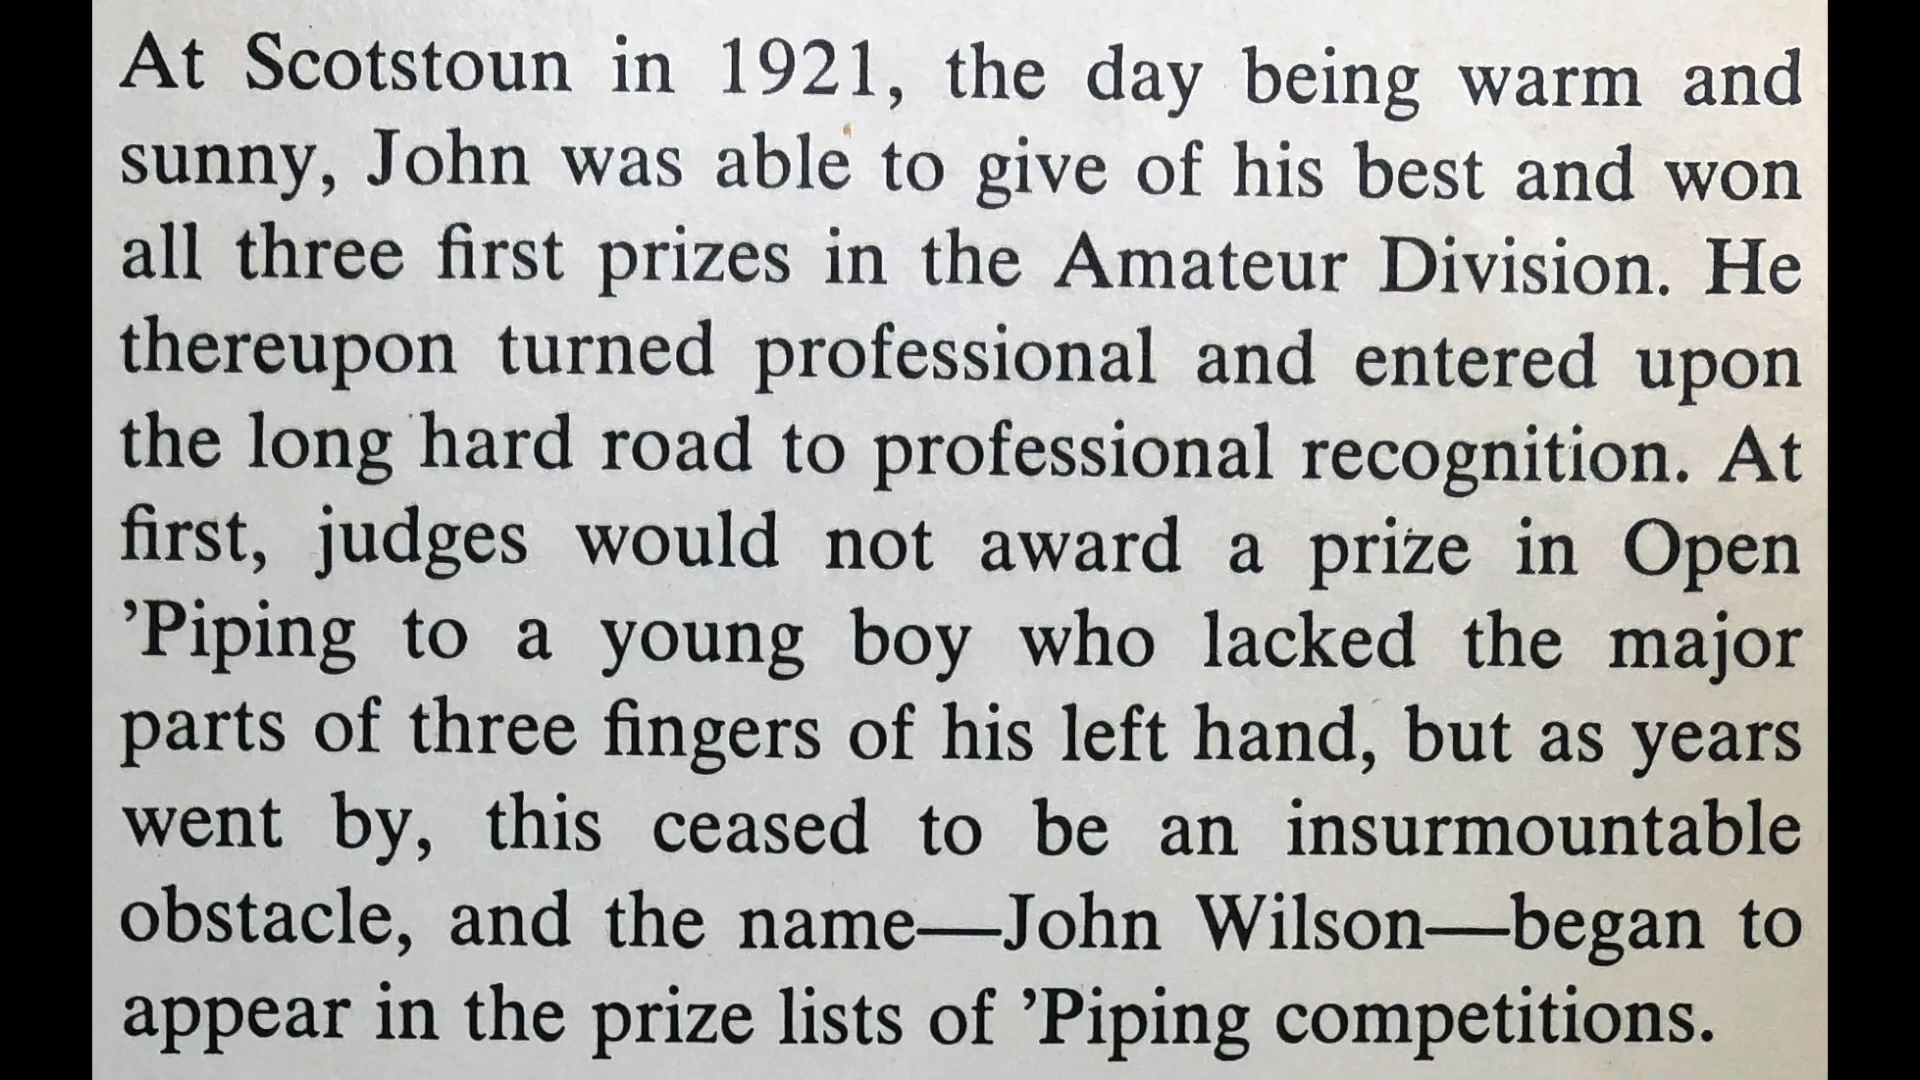 At Scotstoun in 1921, the day being warm and
sunny, John was able to give of his best and won
all three first prizes in the Amateur Division. He
thereupon turned professional and entered upon
the long hard road to professional recognition. At
first, judges would not award a prize in Open
’Piping to a young boy who lacked the major
parts of three fingers of his left hand, but as years
went by, this ceased to be an insurmountable
obstacle, and the name—John Wilson—began to
appear in the prize lists of ’Piping competitions.